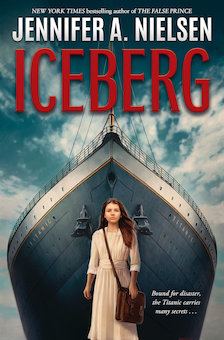 NEW YORK TIMES bestselling author of THE FALSE PRINCE
JENNIFER A. NIELSEN
ICEBERG
Bound for disaster,
the Titanic carries
many secrets . . .